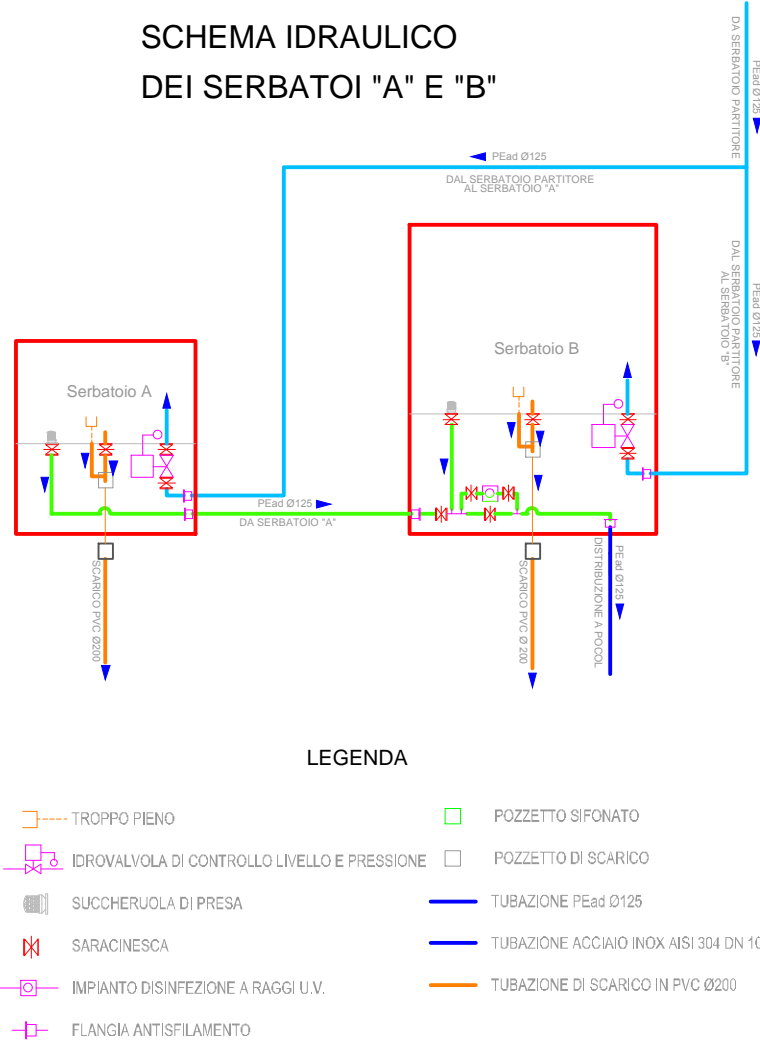 SCHEMA IDRAULICO
DEI SERBATOI "A" E "B"
DA SERBATOIO PARTITORE
PEad Ø125
PEad Ø125
DAL SERBATOIO PARTITORE
AL SERBATOIO "A"
DAL SERBATOIO PARTITORE
AL SERBATOIO "B"
PEad Ø125
Serbatoio B
Serbatoio A
PEad Ø125
DA SERBATOIO "A"
SCARICO PVC Ø200
SCARICO PVC Ø 200
DISTRIBUZIONE A POCOL
PEad Ø125
LEGENDA
TROPPO PIENO
IDROVALVOLA DI CONTROLLO LIVELLO E PRESSIONE
SUCCHERUOLA DI PRESA
SARACINESCA
IMPIANTO DISINFEZIONE A RAGGI U.V.
FLANGIA ANTISFILAMENTO
POZZETTO SIFONATO
POZZETTO DI SCARICO
TUBAZIONE PEad Ø125
TUBAZIONE ACCIAIO INOX AISI 304 DN 10
TUBAZIONE DI SCARICO IN PVC Ø200